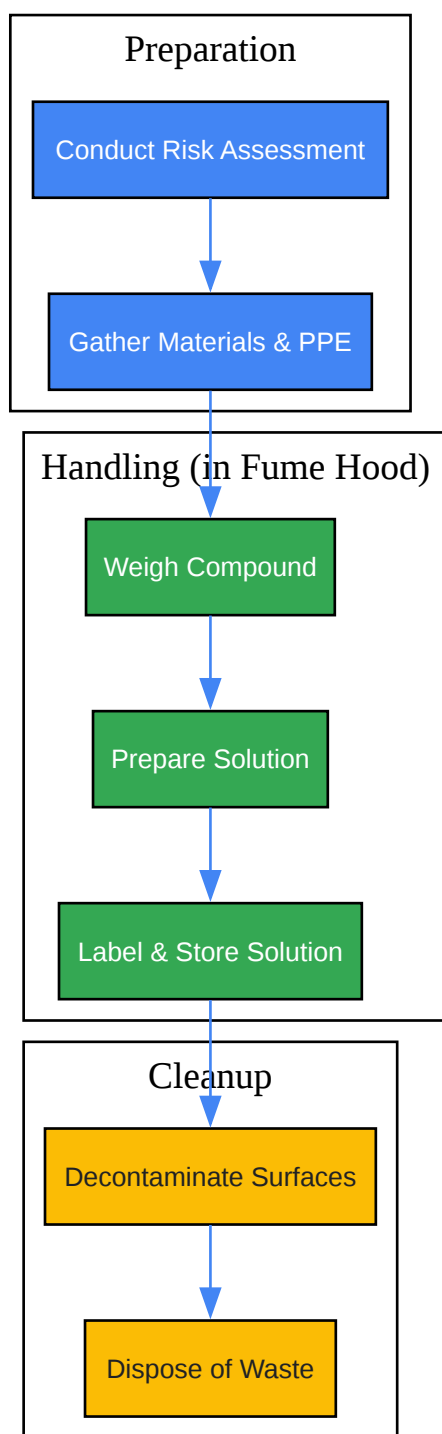 Preparation
Conduct Risk Assessment
Gather Materials & PPE
Handling (in Fume Hood)
Weigh Compound
Prepare Solution
Label & Store Solution
Cleanup
Decontaminate Surfaces
Dispose of Waste